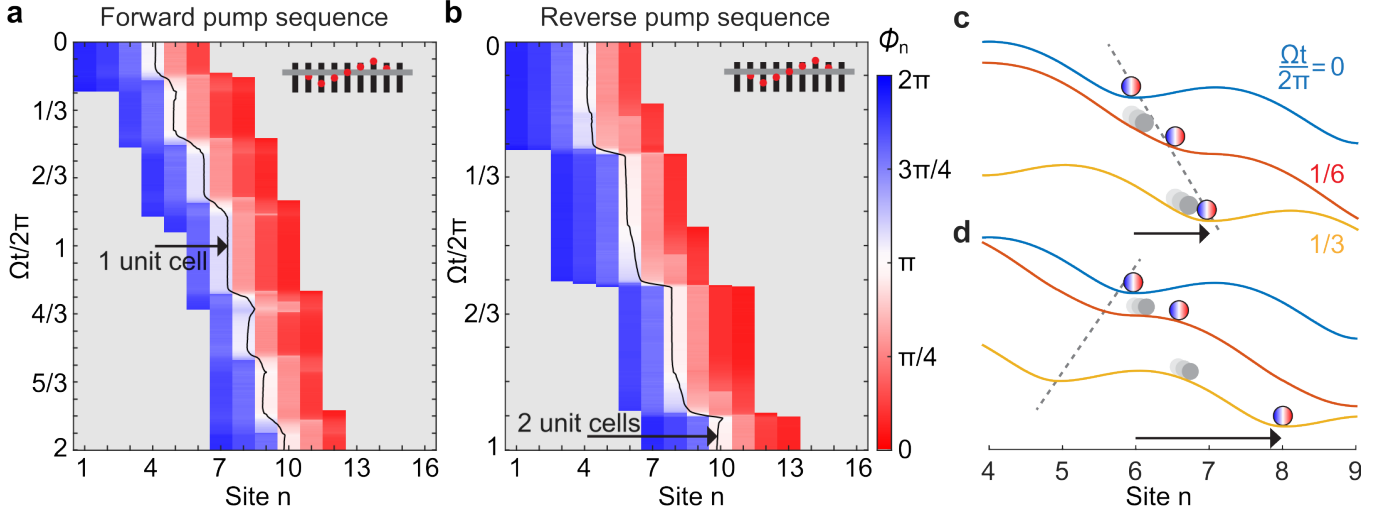 a
Forward pump sequence
Ωt/2π
0
1/3
2/3
1
4/3
5/3
2
1 unit cell
1 4 7 10 13 16
Site n
b
Reverse pump sequence
Ωt/2π
0
1/3
2/3
1
2 unit cells
1 4 7 10 13 16
Site n
ϕn
2π
3π/4
π
π/4
0
c
Ωt
2π =0
1/6
1/3
d
4 5 6 7 8 9
Site n